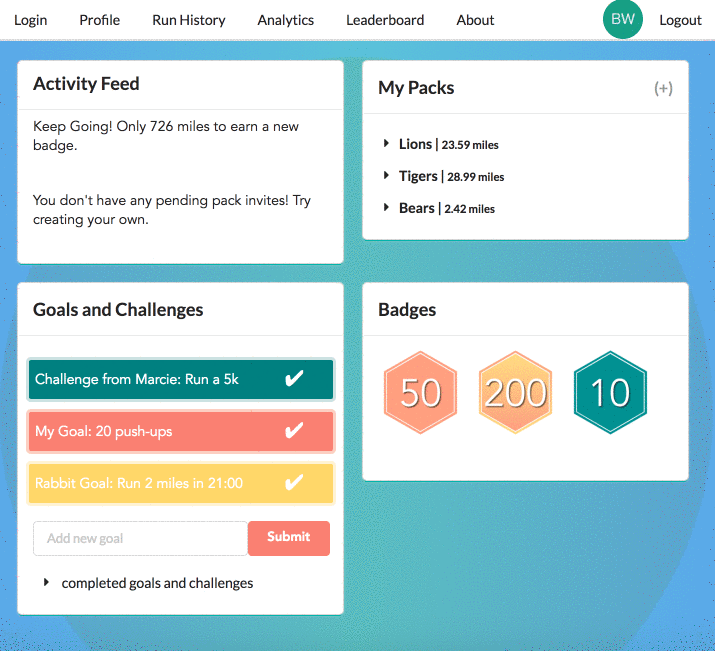 Login Profile Run History Analytics Leaderboard About BW Logout
Activity Feed
Keep Going! Only 726 miles to earn a new
badge.
You don't have any pending pack invites! Try
creating your own.
My Packs (+)
Lions | 23.59 miles
Tigers | 28.99 miles
Bears | 2.42 miles
Goals and Challenges
Challenge from Marcie: Run a 5k ✔
My Goal: 20 push-ups ✔
Rabbit Goal: Run 2 miles in 21:00 ✔
Add new goal Submit
completed goals and challenges
Badges
50 200 10